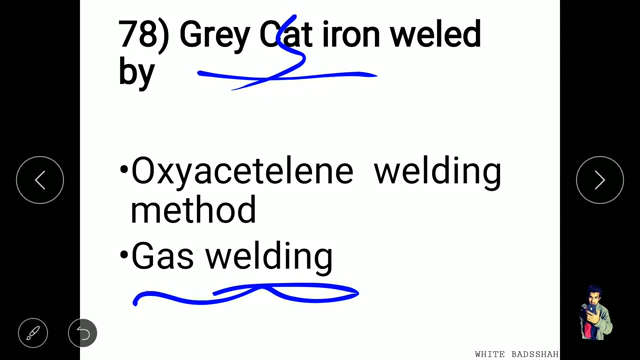 78) Grey Cat iron weled
by
•Oxyacetelene welding
method
•Gas welding
WHITE BADSSHAH